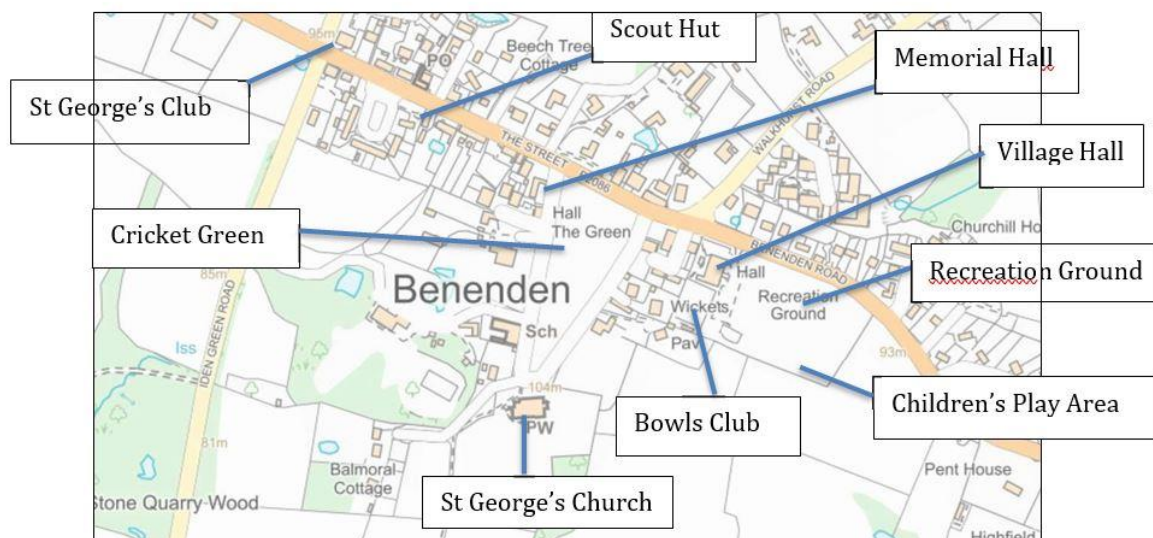 Scout Hut
95m
Beech Tree
Cottage
PO
Memorial Hall
St George's Club
WALKHURST ROAD
THE STREET
B2086
Village Hall
Hall
The Green
Churchill Ho
Cricket Green
85m
BENENDEN ROAD
Hall
Recreation Ground
Benenden
Recreation
Ground
Wickets
IDEN GREEN ROAD
Sch
Pav
93m
Iss
104m
Children's Play Area
Bowls Club
PW
81m
Balmoral
Cottage
Pent House
Stone Quarry Wood
St George's Church
Highfield